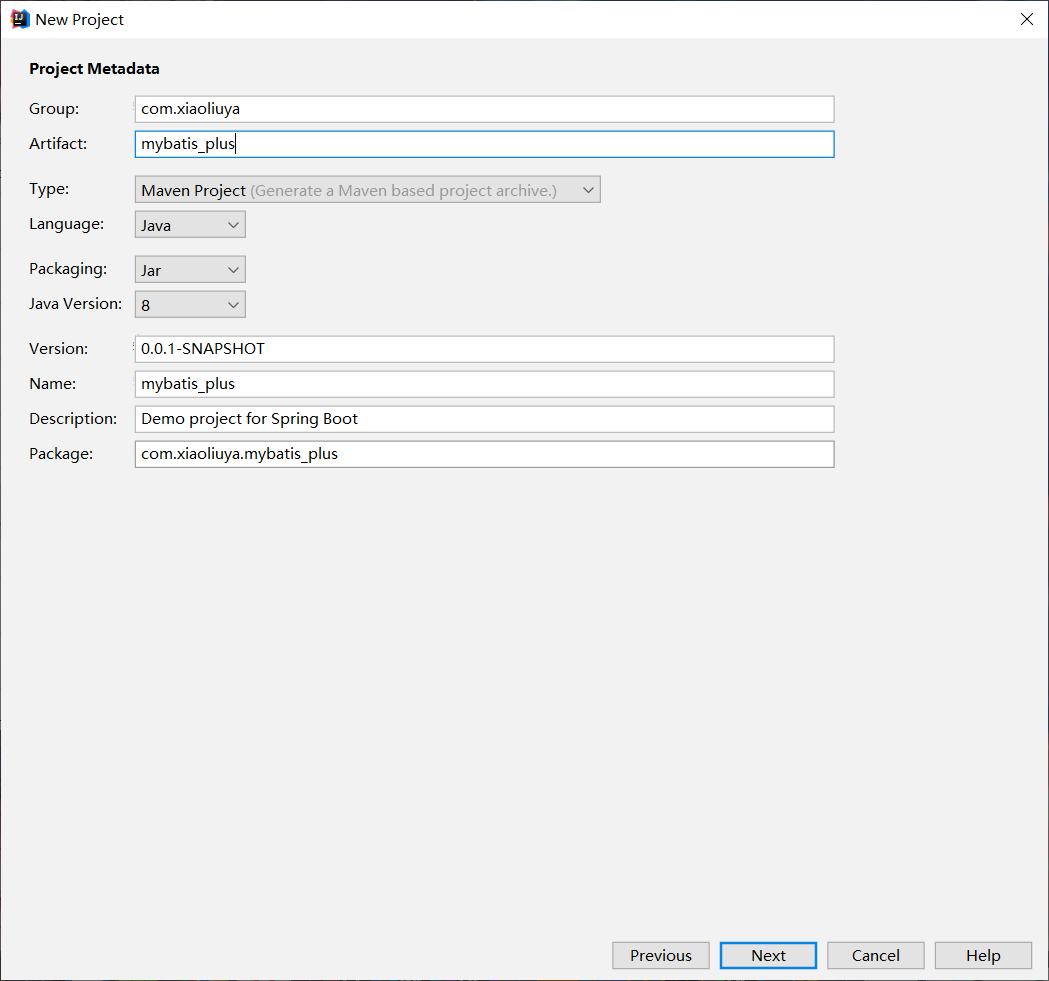 New Project
Project Metadata
Group: com.xiaoliuya
Artifact: mybatis_plus
Type: Maven Project (Generate a Maven based project archive.)
Language: Java
Packaging: Jar
Java Version: 8
Version: 0.0.1-SNAPSHOT
Name: mybatis_plus
Description: Demo project for Spring Boot
Package: com.xiaoliuya.mybatis_plus
Previous Next Cancel Help